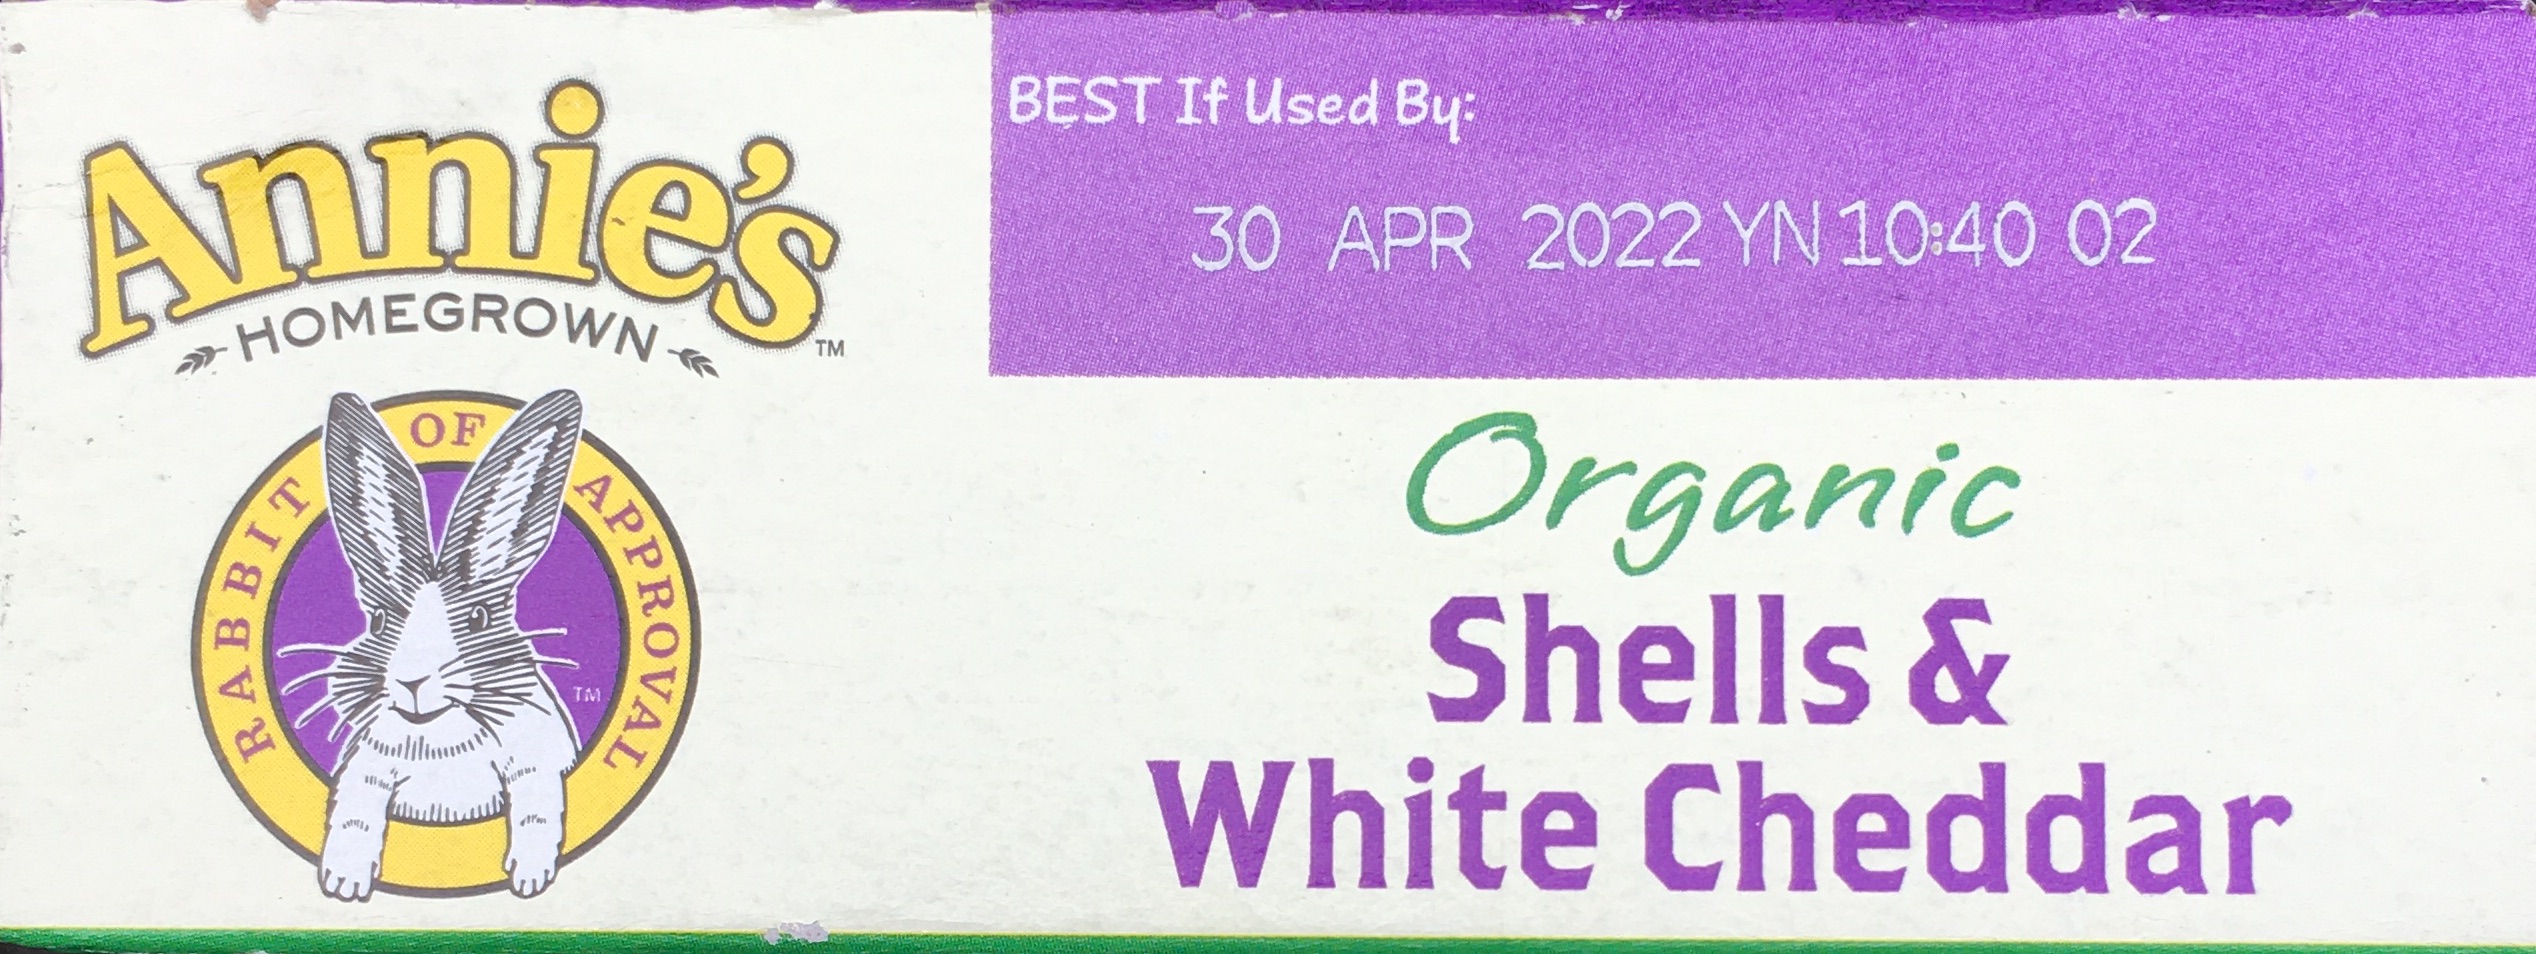 Annie's™
HOMEGROWN
RABBIT OF APPROVAL
TM
BEST If Used By:
30 APR 2022 YN 10:40 02
Organic
Shells &
White Cheddar